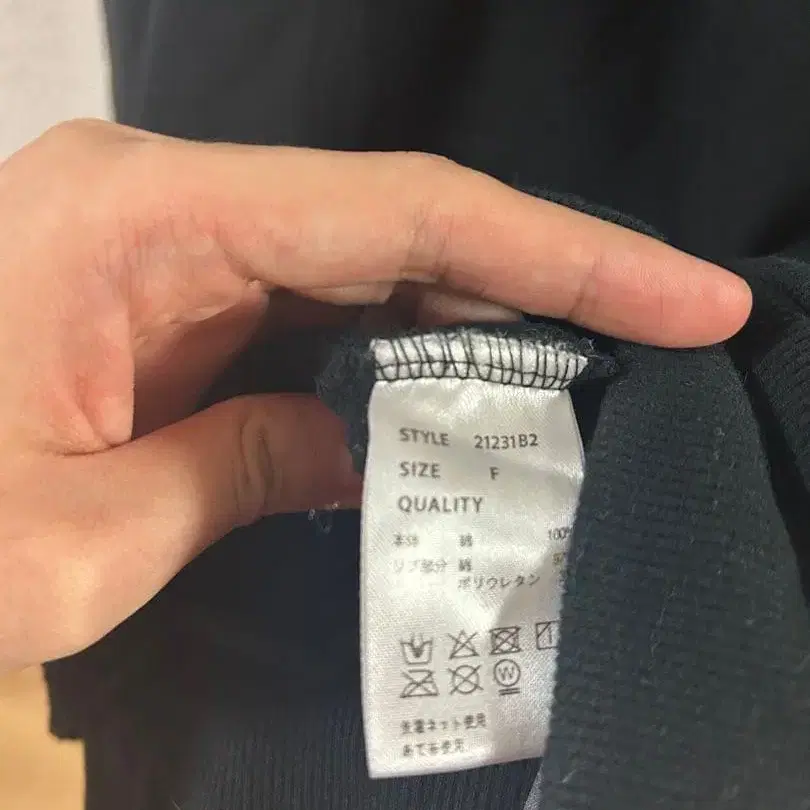 STYLE 21231B2
SIZE F
QUALITY
本体 綿 100%
リブ部分 綿
ポリウレタン
W
洗濯ネット使用
あて布使用